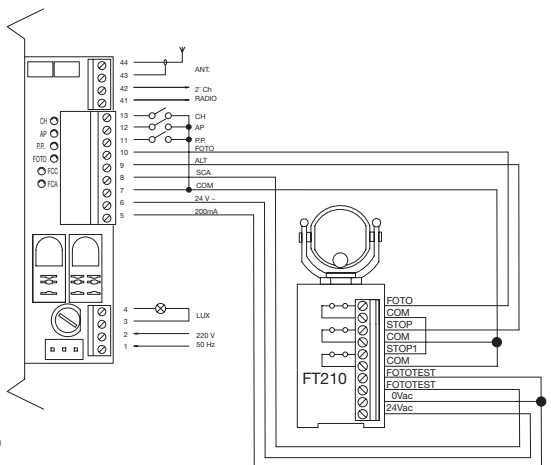 44
43
ANT.
42
2ˆ Ch
41
RADIO
13
CH
12
AP
11
P.P.
10
FOTO
9
ALT
8
SCA
7
COM
6
24 V ~
5
200mA
CH
AP
P.P.
FOTO
FCC
FCA
4
LUX
3
2
220 V
1
50 Hz
FOTO
COM
STOP
COM
STOP1
COM
FOTOTEST
FOTOTEST
0Vac
24Vac
FT210